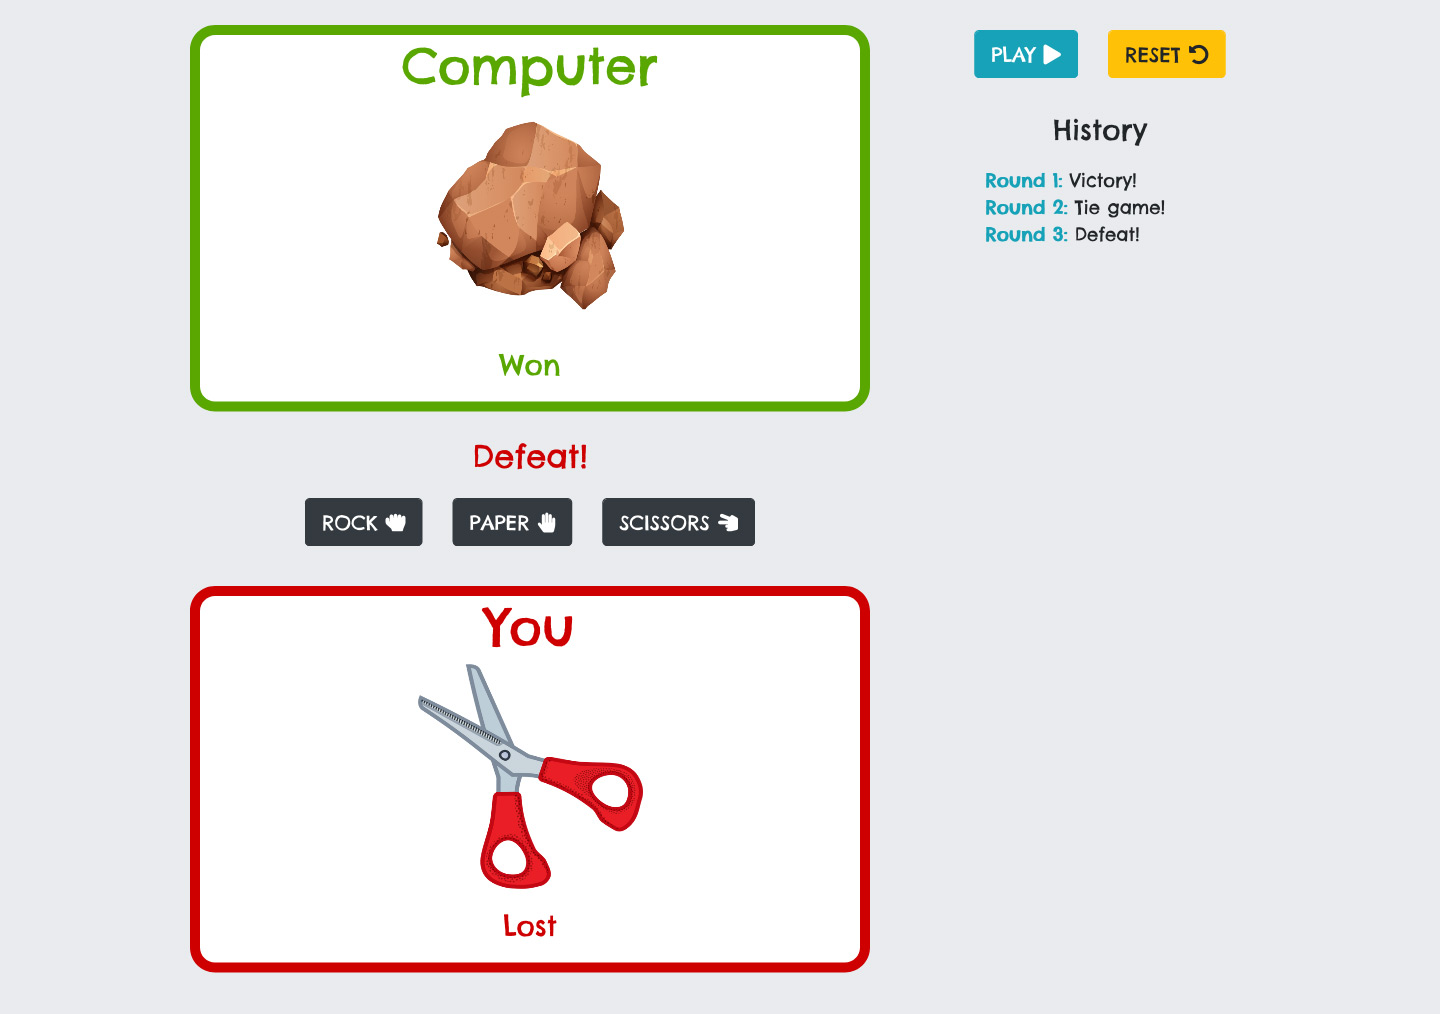 Computer
Won
Defeat!
ROCK
PAPER
SCISSORS
You
Lost
PLAY
RESET
History
Round 1: Victory!
Round 2: Tie game!
Round 3: Defeat!